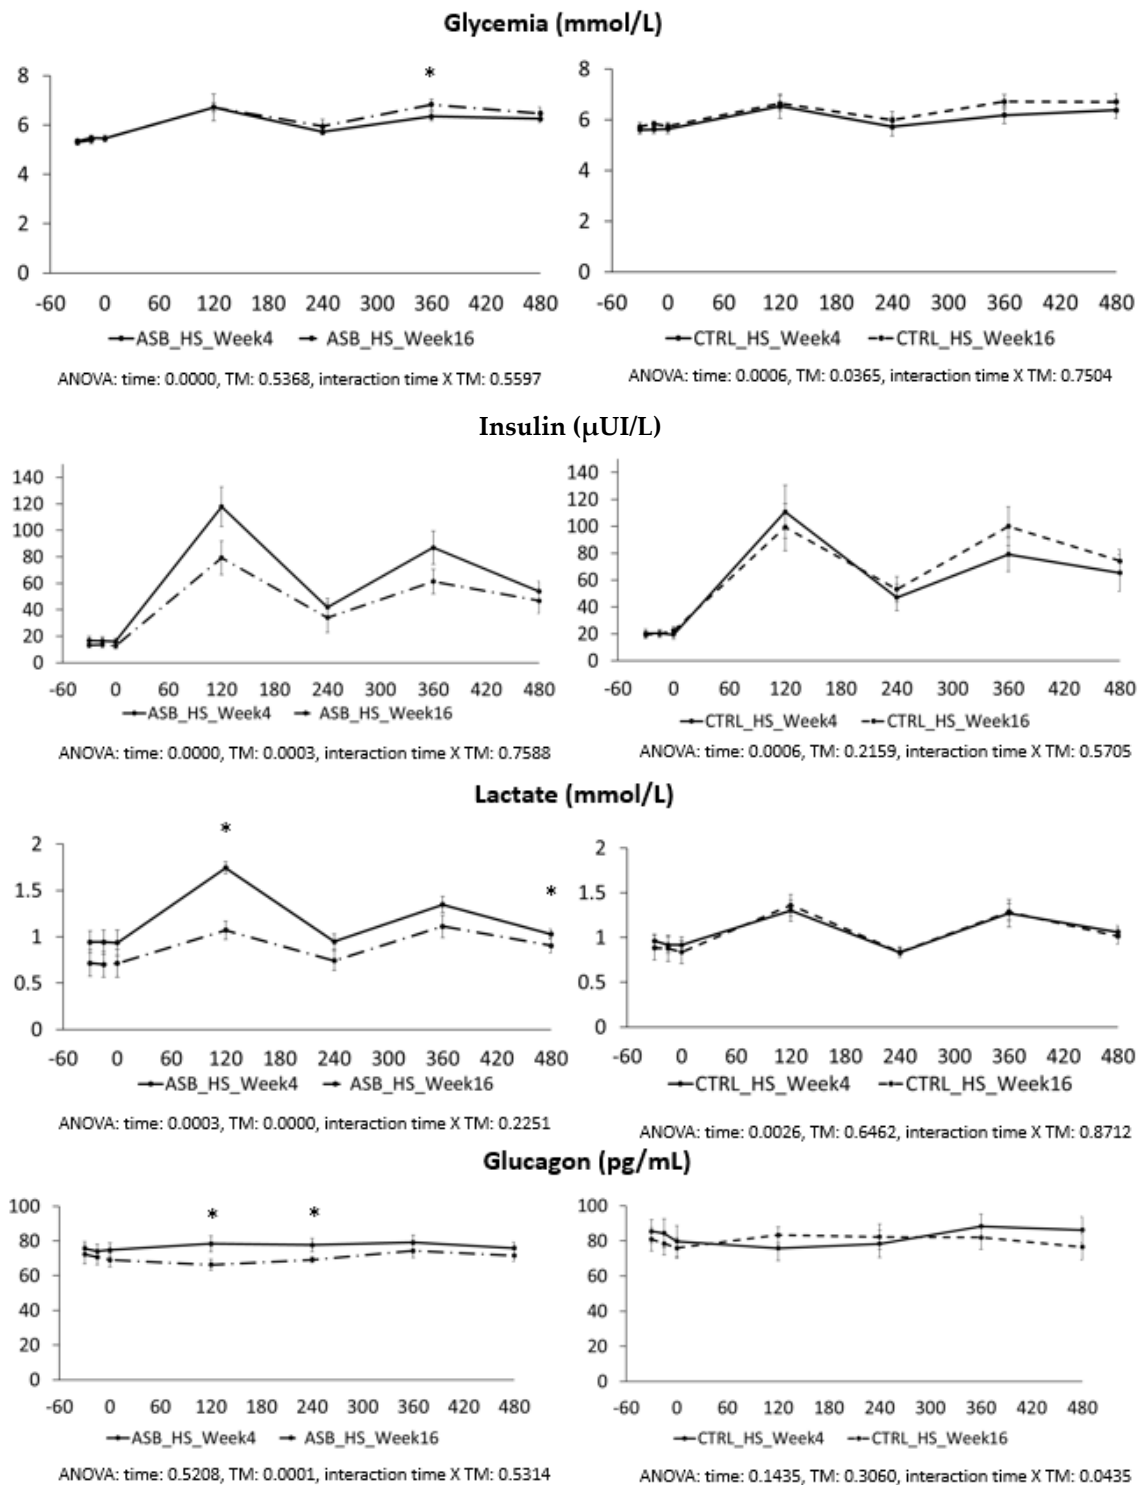 Glycemia (mmol/L)
8
6
4
2
0
*
-60 0 120 240 360 420 480
ASB_HS_Week4 ASB_HS_Week16
ANOVA: time: 0.0000, TM: 0.5368, interaction time X TM: 0.5597
8
6
4
2
0
-60 0 60 120 180 240 300 360 420 480
CTRL_HS_Week4 CTRL_HS_Week16
ANOVA: time: 0.0006, TM: 0.0365, interaction time X TM: 0.7504
Insulin (µUI/L)
140
120
100
80
60
40
20
0
-60 0 60 120 180 240 300 360 420 480
ASB_HS_Week4 ASB_HS_Week16
ANOVA: time: 0.0000, TM: 0.0003, interaction time X TM: 0.7588
140
120
100
80
60
40
20
0
-60 0 60 120 180 240 300 360 420 480
CTRL_HS_Week4 CTRL_HS_Week16
ANOVA: time: 0.0006, TM: 0.2159, interaction time X TM: 0.5705
Lactate (mmol/L)
2
1.5
1
0.5
0
*
*
-60 0 60 120 180 240 300 360 420 480
ASB_HS_Week4 ASB_HS_Week16
ANOVA: time: 0.0003, TM: 0.0000, interaction time X TM: 0.2251
2
1.5
1
0.5
0
-60 0 60 120 180 240 300 360 420 480
CTRL_HS_Week4 CTRL_HS_Week16
ANOVA: time: 0.0026, TM: 0.6462, interaction time X TM: 0.8712
Glucagon (pg/mL)
100
80
60
40
20
0
*
*
-60 0 60 120 180 240 300 360 420 480
ASB_HS_Week4 ASB_HS_Week16
ANOVA: time: 0.5208, TM: 0.0001, interaction time X TM: 0.5314
100
80
60
40
20
0
-60 0 60 120 180 240 300 360 420 480
CTRL_HS_Week4 CTRL_HS_Week16
ANOVA: time: 0.1435, TM: 0.3060, interaction time X TM: 0.0435